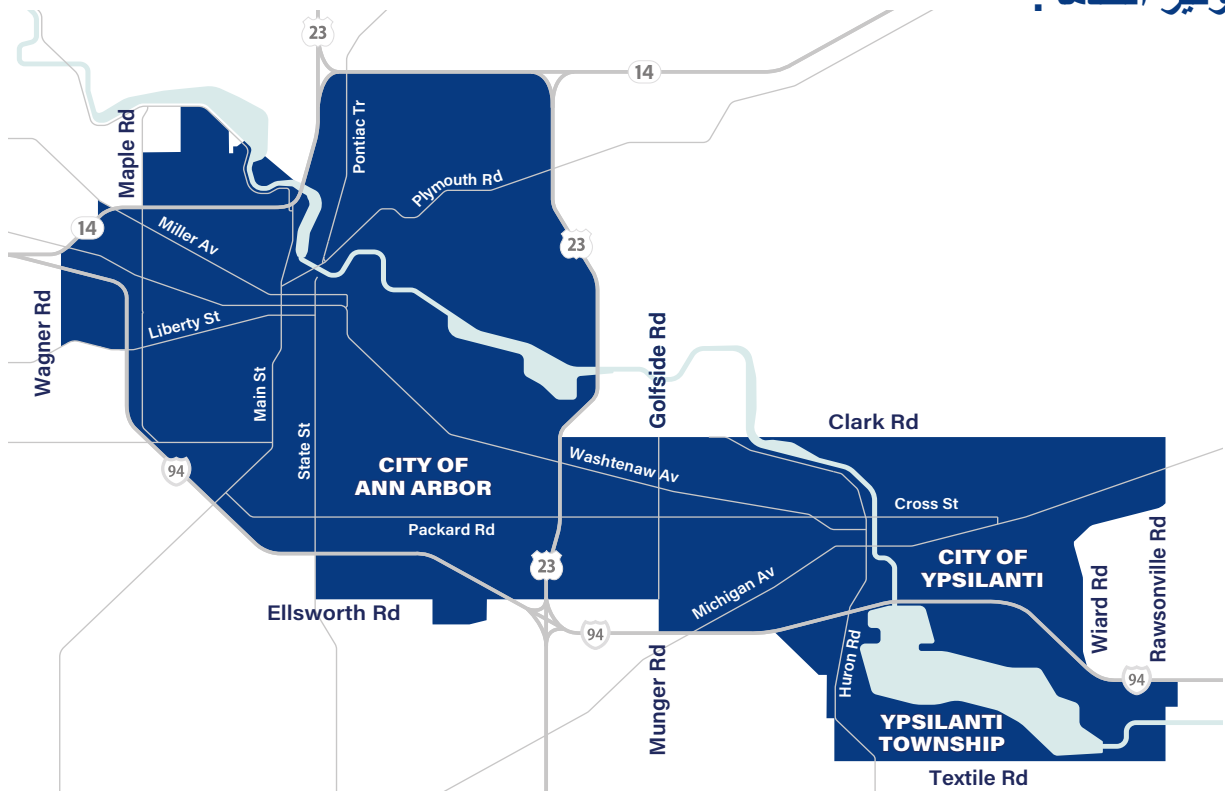 23
14
Maple Rd
Pontiac Tr
Plymouth Rd
14
Miller Av
23
Wagner Rd
Liberty St
Golfside Rd
Main St
State St
Clark Rd
94
CITY OF
ANN ARBOR
Washtenaw Av
Cross St
Packard Rd
23
CITY OF
YPSILANTI
Michigan Av
Ellsworth Rd
94
Wiard Rd
Rawsonville Rd
Munger Rd
Huron Rd
94
YPSILANTI
TOWNSHIP
Textile Rd